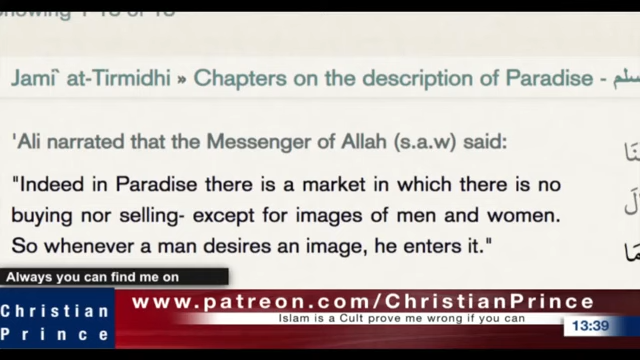 Jami` at-Tirmidhi » Chapters on the description of Paradise -
'Ali narrated that the Messenger of Allah (s.a.w) said:
"Indeed in Paradise there is a market in which there is no
buying nor selling- except for images of men and women.
So whenever a man desires an image, he enters it."
Always you can find me on
www.patreon.com/ChristianPrince
Christian
Prince
Islam is a Cult prove me wrong if you can
13:39